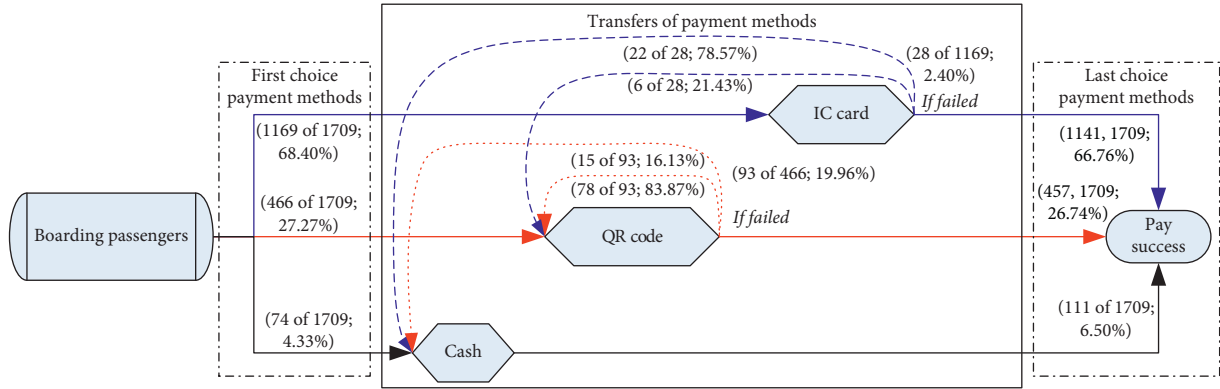 Transfers of payment methods
(22 of 28; 78.57%)
(28 of 1169;
2.40%)
(6 of 28; 21.43%)
If failed
First choice
payment methods
Last choice
payment methods
IC card
(1169 of 1709;
68.40%)
(1141, 1709;
66.76%)
(15 of 93; 16.13%)
(93 of 466; 19.96%)
(78 of 93; 83.87%)
(466 of 1709;
27.27%)
If failed
(457, 1709;
26.74%)
Boarding passengers
QR code
Pay
success
(74 of 1709;
4.33%)
(111 of 1709;
6.50%)
Cash